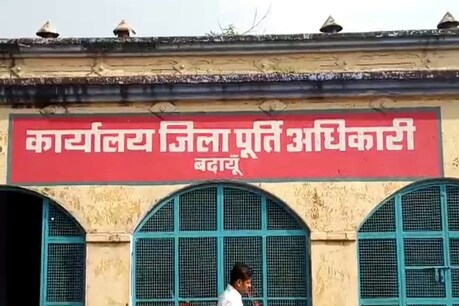 कार्यालय जिला पूर्ति अधिकारी
बदायूँ